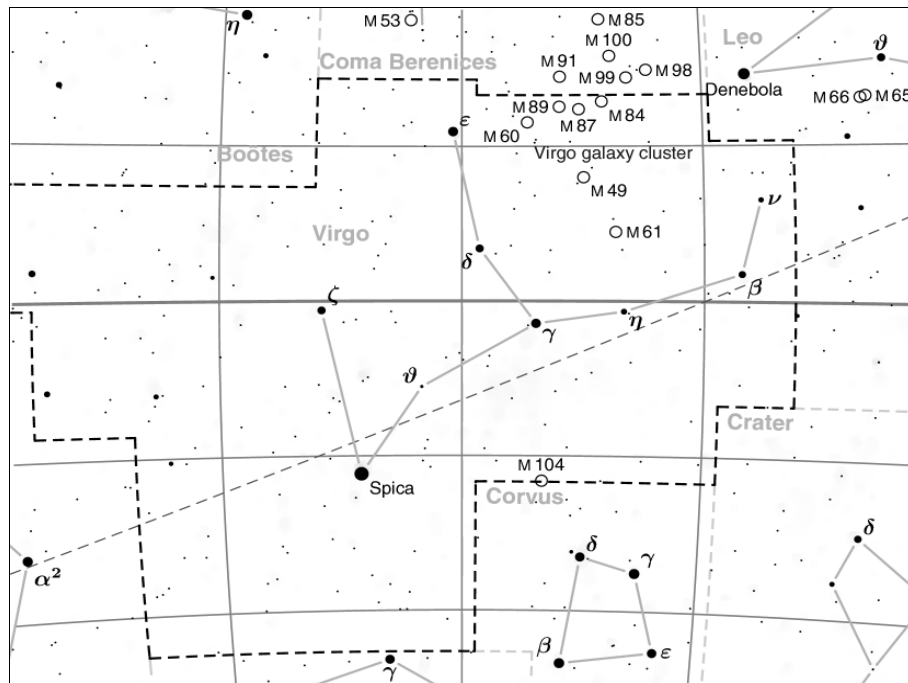 η
M 53
M 85
Leo
ϑ
M 100
Coma Berenices
M 91
M 99
M 98
Denebola
M 66
M 65
M 89
M 84
M 87
M 60
ε
Boötes
Virgo galaxy cluster
M 49
ν
Virgo
M 61
δ
β
ζ
η
γ
ϑ
Crater
M 104
Spica
Corvus
δ
δ
γ
α²
β
ε
γ